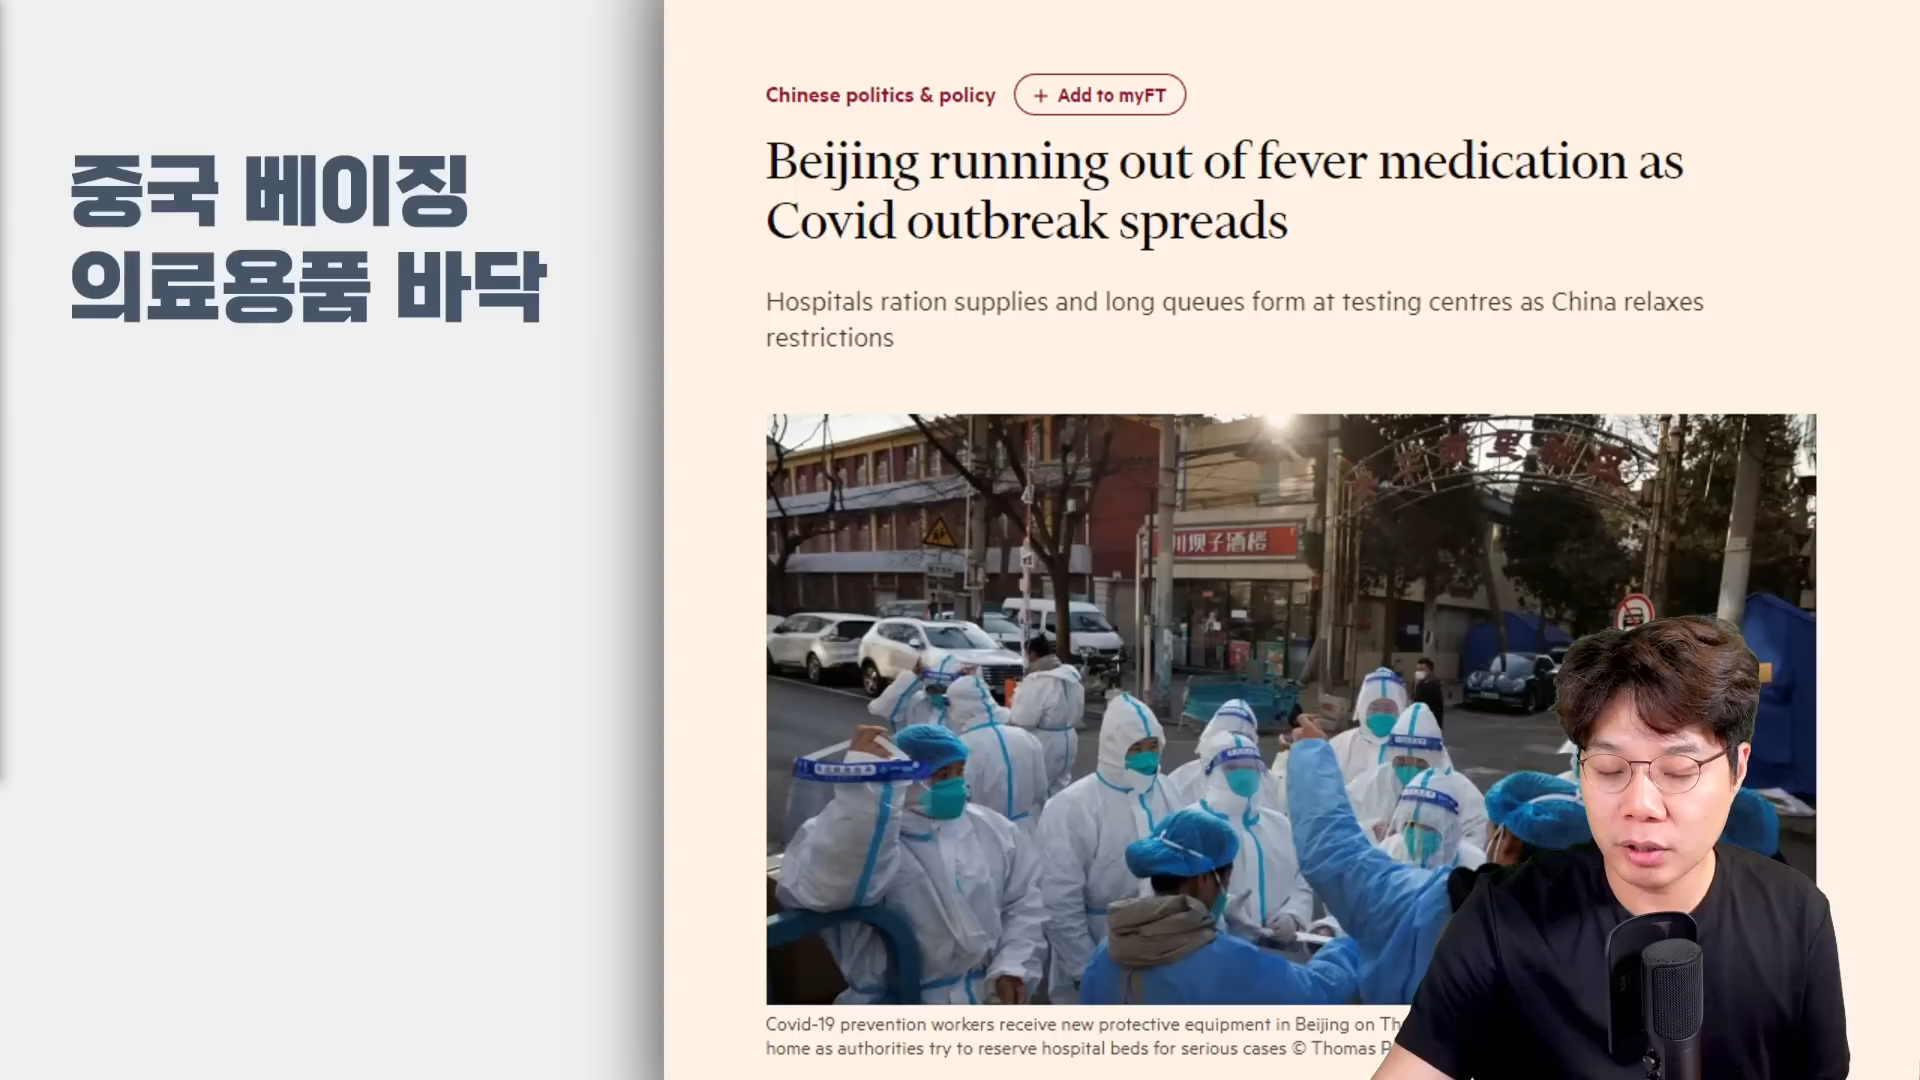 중국 베이징
의료용품 바닥
Chinese politics & policy
+ Add to myFT
Beijing running out of fever medication as
Covid outbreak spreads
Hospitals ration supplies and long queues form at testing centres as China relaxes
restrictions
川坝子酒楼
Covid-19 prevention workers receive new protective equipment in Beijing on Th
home as authorities try to reserve hospital beds for serious cases © Thomas P